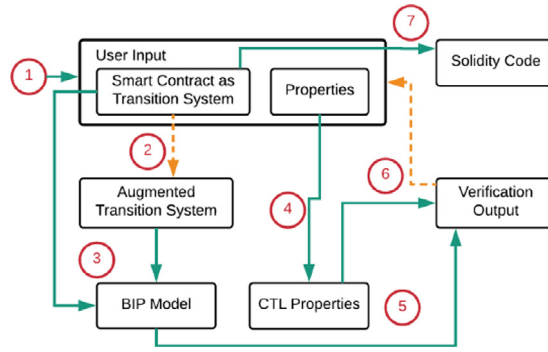 7
User Input
Solidity Code
1
Smart Contract as
Transition System
Properties
2
6
Augmented
Transition System
4
Verification
Output
3
BIP Model
CTL Properties
5